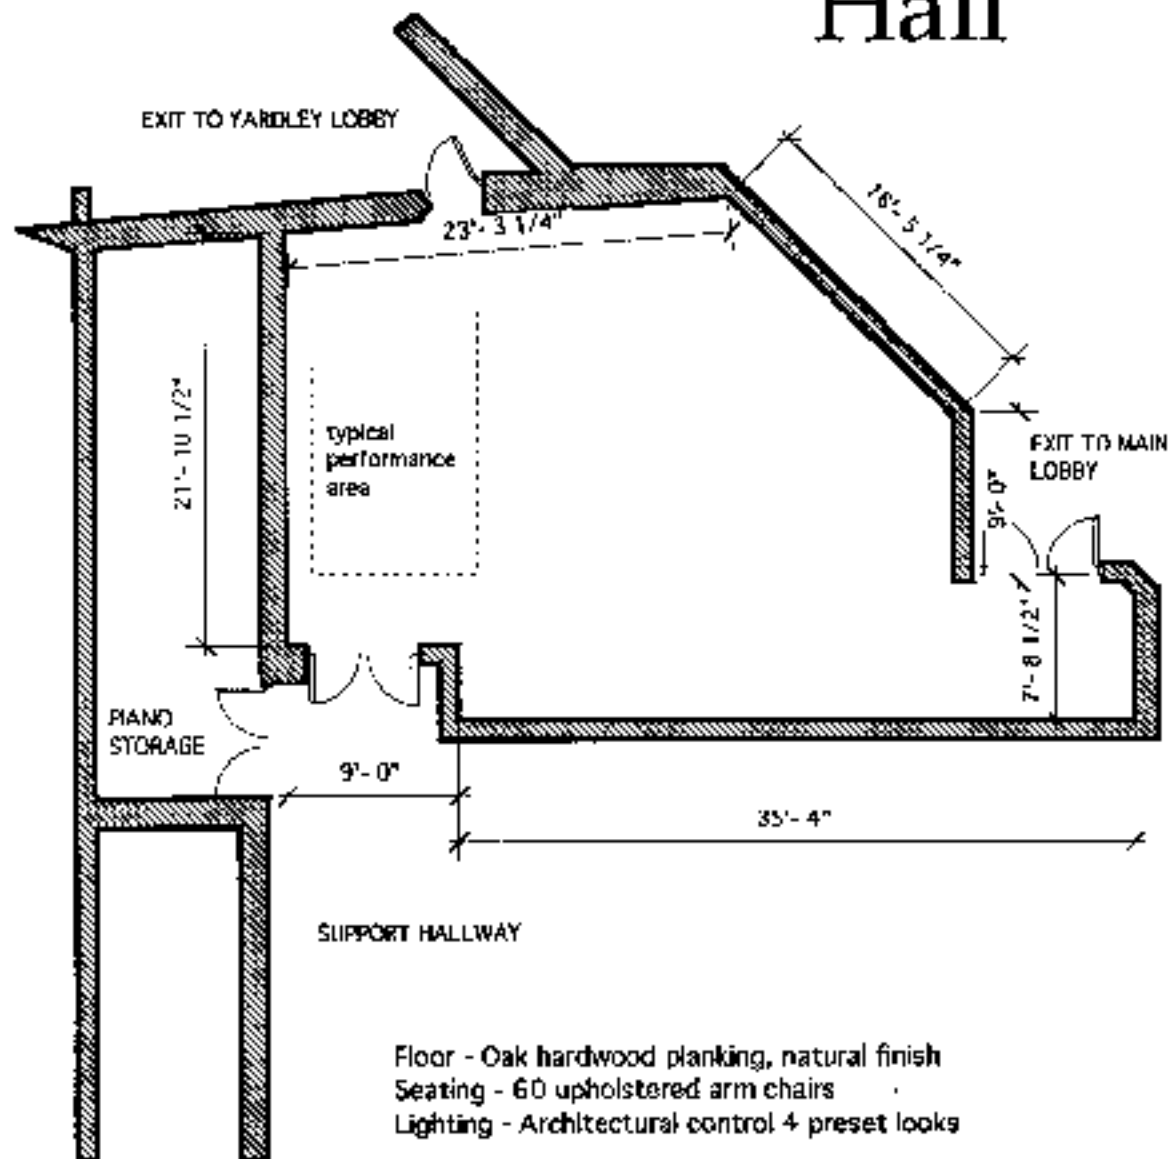 Hall
EXIT TO YARDLEY LOBBY
23'- 3 1/4"
16'- 5 1/4"
21'- 10 1/2"
typical
performance
area
EXIT TO MAIN
LOBBY
9'- 0"
7'- 8 1/2"
PIANO
STORAGE
9'- 0"
35'- 4"
SUPPORT HALLWAY
Floor - Oak hardwood planking, natural finish
Seating - 60 upholstered arm chairs
Lighting - Architectural control 4 preset looks